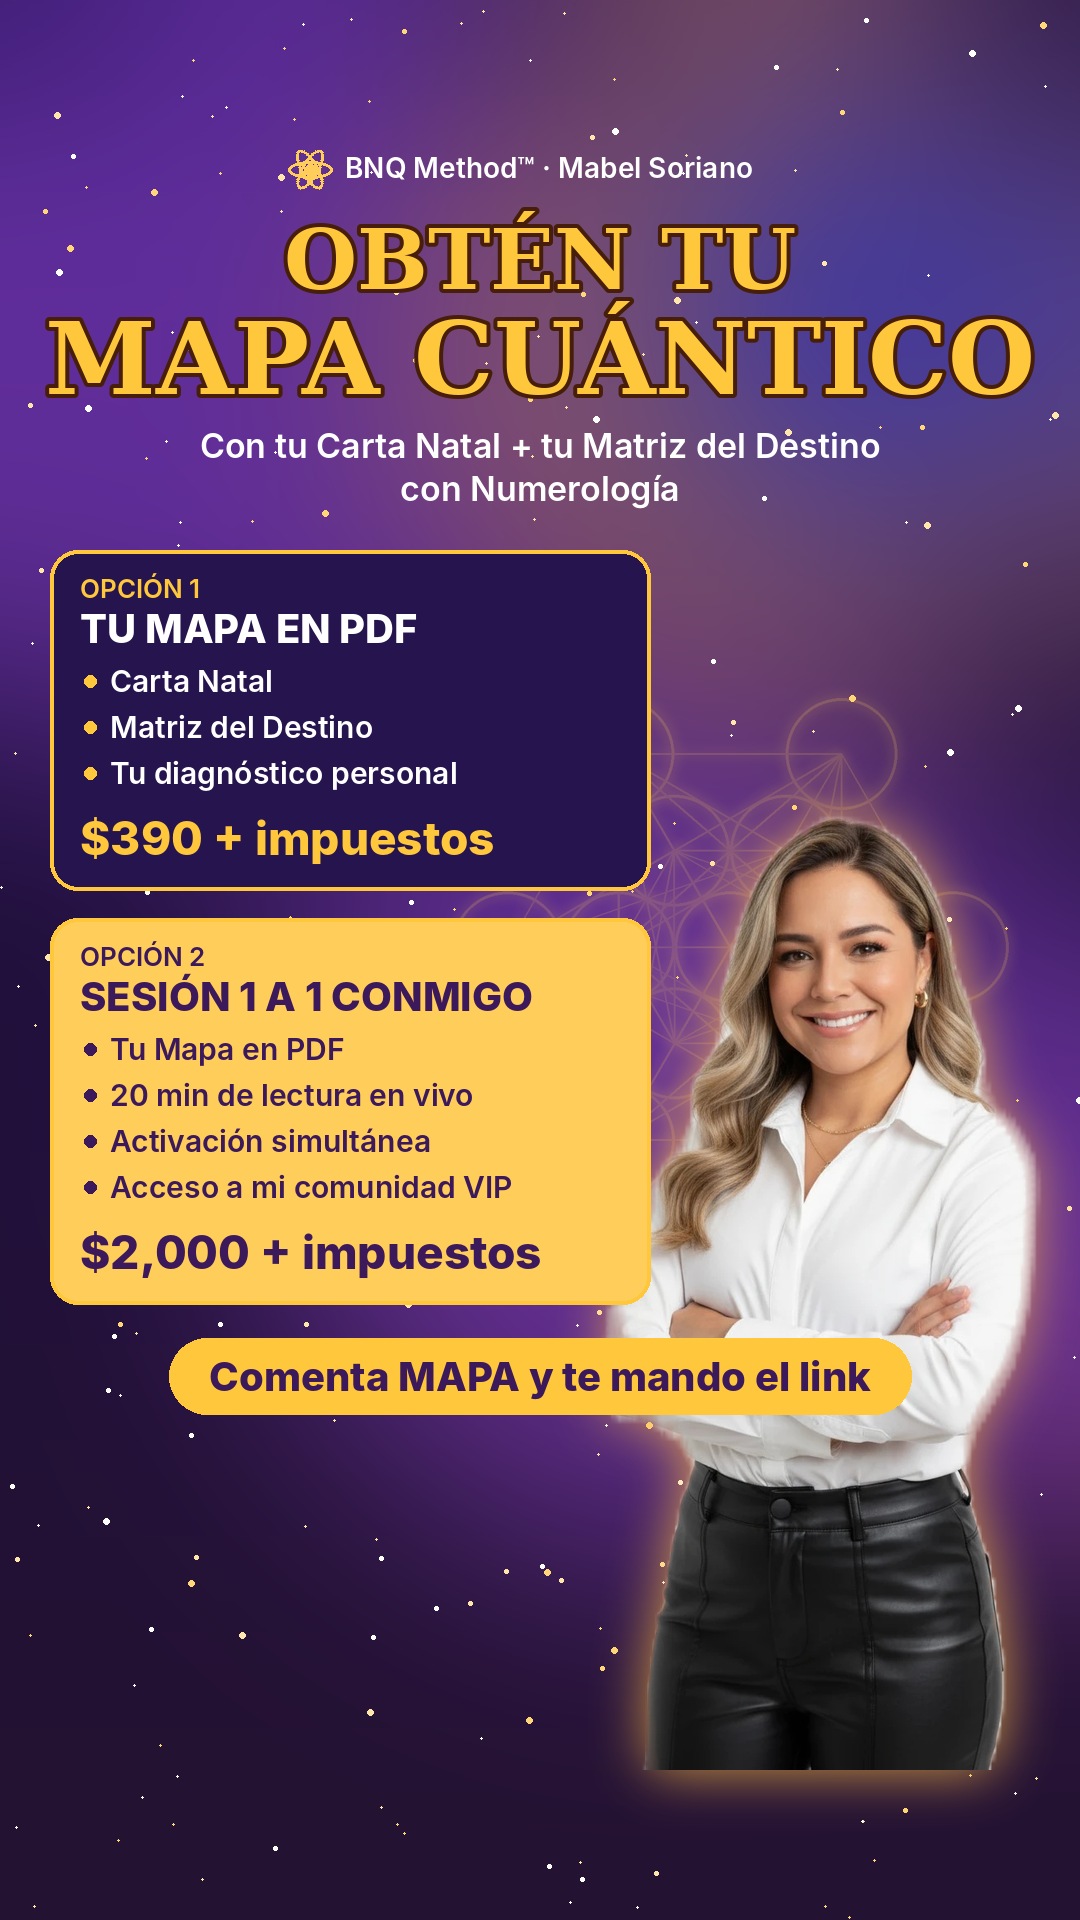 BNQ Method™ · Mabel Soriano
OBTÉN TU
MAPA CUÁNTICO
Con tu Carta Natal + tu Matriz del Destino
con Numerología
OPCIÓN 1
TU MAPA EN PDF
• Carta Natal
• Matriz del Destino
• Tu diagnóstico personal
$390 + impuestos
OPCIÓN 2
SESIÓN 1 A 1 CONMIGO
• Tu Mapa en PDF
• 20 min de lectura en vivo
• Activación simultánea
• Acceso a mi comunidad VIP
$2,000 + impuestos
Comenta MAPA y te mando el link